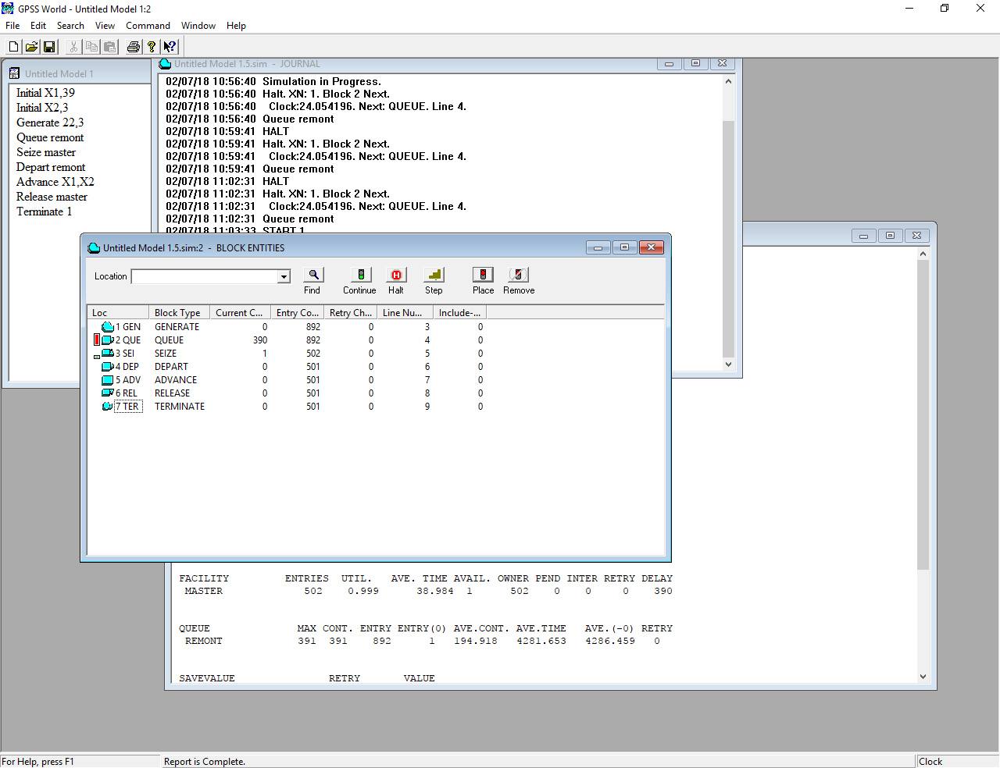 GPSS World - Untitled Model 1:2
File Edit Search View Command Window Help
Untitled Model 1
Initial X1,39
Initial X2,3
Generate 22,3
Queue remont
Seize master
Depart remont
Advance X1,X2
Release master
Terminate 1
Untitled Model 1.5.sim - JOURNAL
02/07/18 10:56:40 Simulation in Progress.
02/07/18 10:56:40 Halt. XN: 1. Block 2 Next.
02/07/18 10:56:40 Clock:24.054196. Next: QUEUE. Line 4.
02/07/18 10:56:40 Queue remont
02/07/18 10:59:41 HALT
02/07/18 10:59:41 Halt. XN: 1. Block 2 Next.
02/07/18 10:59:41 Clock:24.054196. Next: QUEUE. Line 4.
02/07/18 10:59:41 Queue remont
02/07/18 11:02:31 HALT
02/07/18 11:02:31 Halt. XN: 1. Block 2 Next.
02/07/18 11:02:31 Clock:24.054196. Next: QUEUE. Line 4.
02/07/18 11:02:31 Queue remont
02/07/18 11:03:33 START 1
Untitled Model 1.5.sim:2 - BLOCK ENTITIES
Location Find Continue Halt Step Place Remove
Loc Block Type Current C... Entry Co... Retry Ch... Line Nu... Include-...
1 GEN GENERATE 0 892 0 3 0
2 QUE QUEUE 390 892 0 4 0
3 SEI SEIZE 1 502 0 5 0
4 DEP DEPART 0 501 0 6 0
5 ADV ADVANCE 0 501 0 7 0
6 REL RELEASE 0 501 0 8 0
7 TER TERMINATE 0 501 0 9 0
FACILITY ENTRIES UTIL. AVE. TIME AVAIL. OWNER PEND INTER RETRY DELAY
MASTER 502 0.999 38.984 1 502 0 0 0 390
QUEUE MAX CONT. ENTRY ENTRY(0) AVE.CONT. AVE.TIME AVE.(-0) RETRY
REMONT 391 391 892 1 194.918 4281.653 4286.459 0
SAVEVALUE RETRY VALUE
For Help, press F1 Report is Complete. Clock